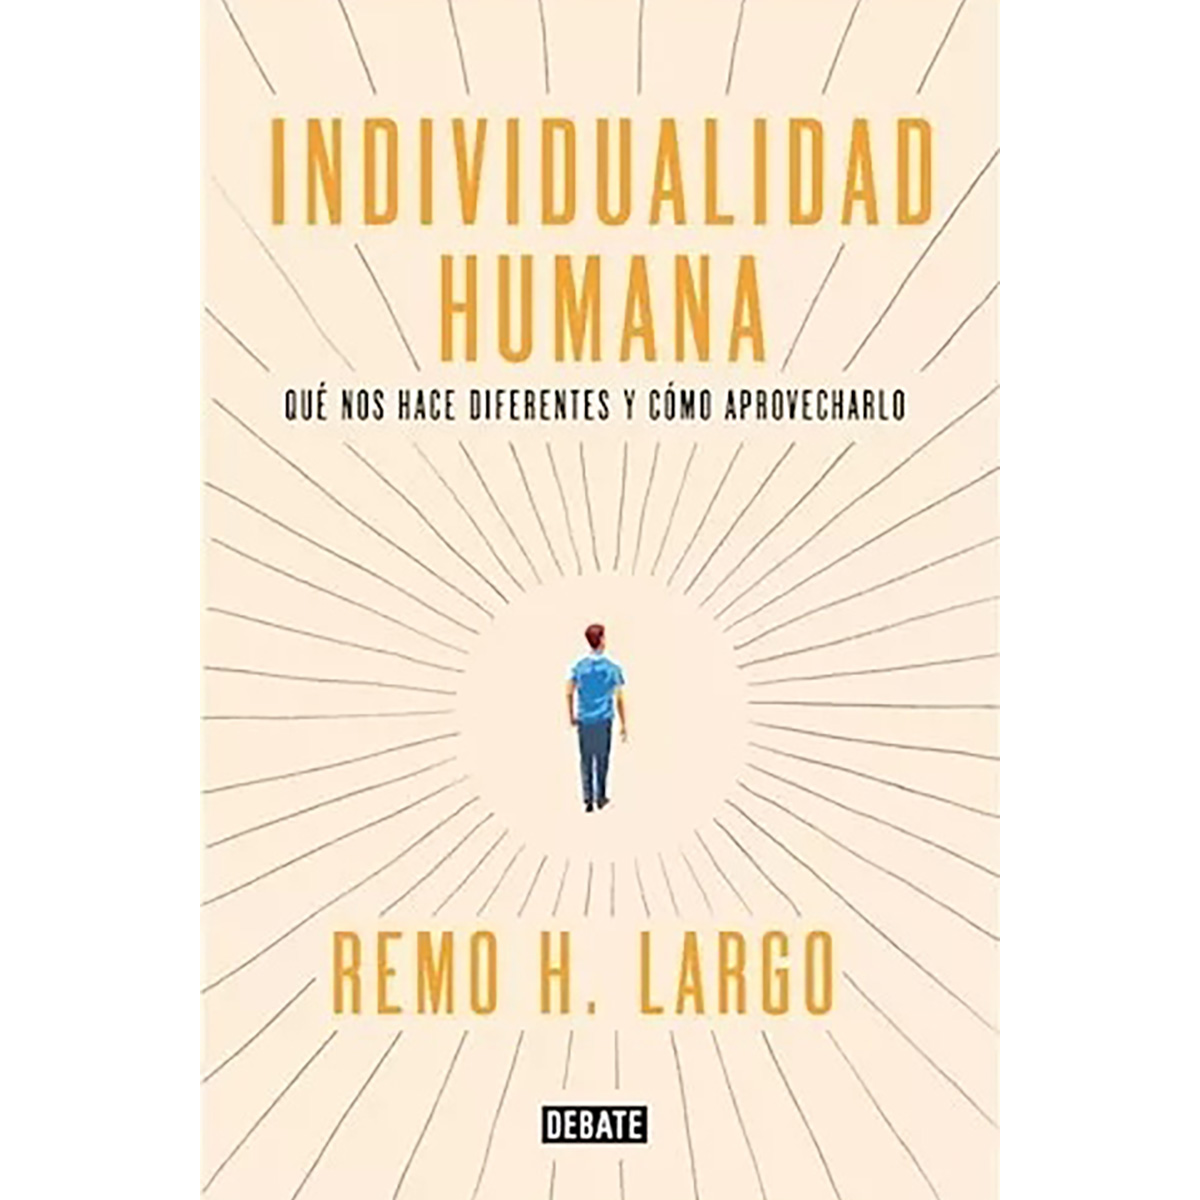 INDIVIDUALIDAD
HUMANA
QUÉ NOS HACE DIFERENTES Y CÓMO APROVECHARLO
REMO H. LARGO
DEBATE